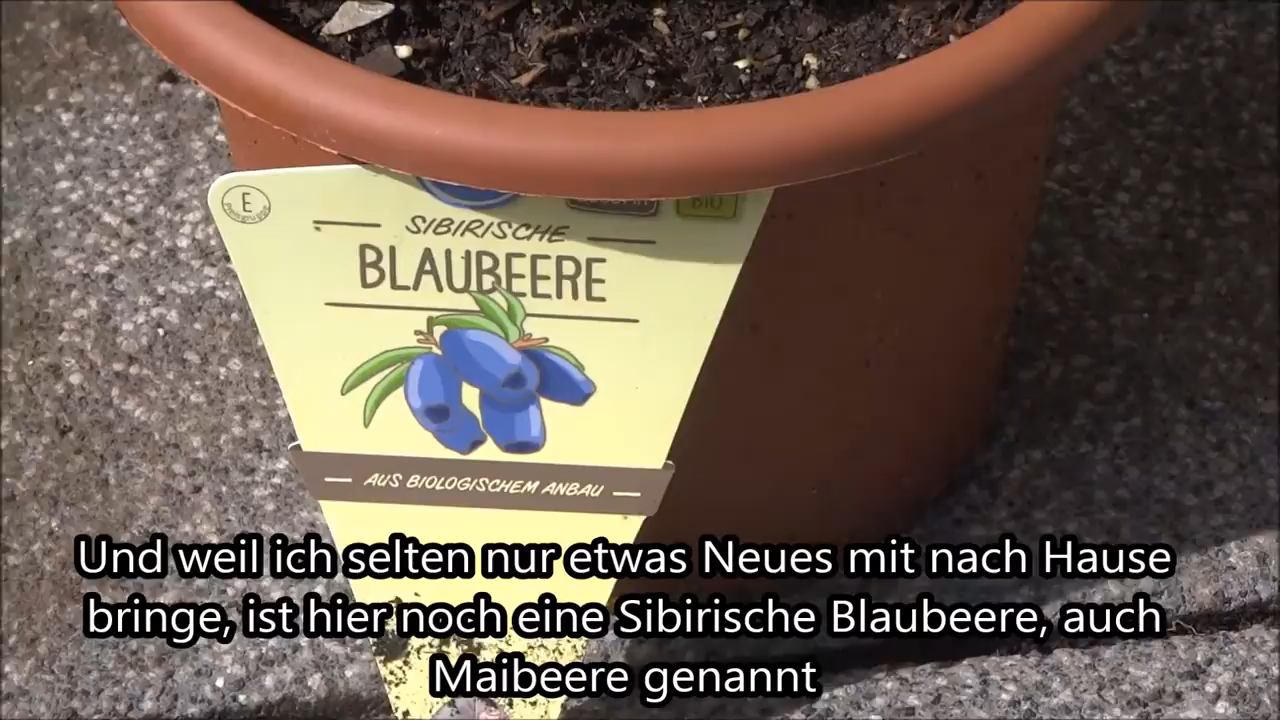 E
BIO
SIBIRISCHE
BLAUBEERE
AUS BIOLOGISCHEM ANBAU
Und weil ich selten nur etwas Neues mit nach Hause
bringe, ist hier noch eine Sibirische Blaubeere, auch
Maibeere genannt